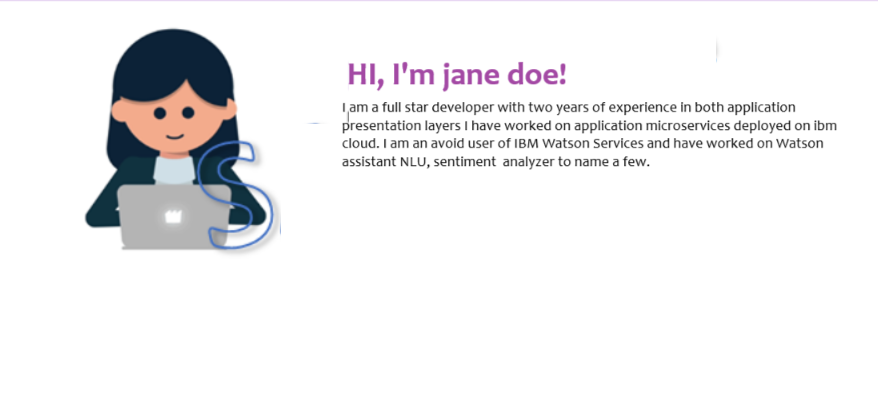 HI, I'm jane doe!
I am a full star developer with two years of experience in both application
presentation layers I have worked on application microservices deployed on ibm
cloud. I am an avoid user of IBM Watson Services and have worked on Watson
assistant NLU, sentiment analyzer to name a few.
S